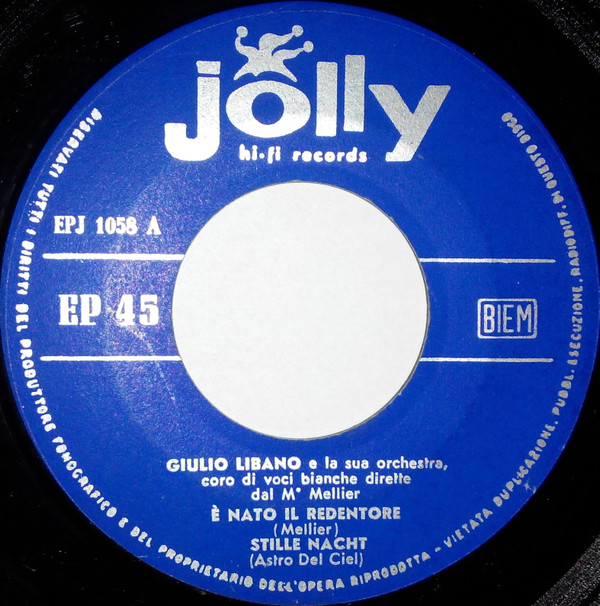 jolly
hi-fi records
EPJ 1058 A
EP 45
BIEM
GIULIO LIBANO e la sua orchestra,
coro di voci bianche dirette
dal M° Mellier
È NATO IL REDENTORE
(Mellier)
STILLE NACHT
(Astro Del Ciel)
RISERVATI TUTTI I DIRITTI DEL PRODUTTORE FONOGRAFICO E DEL PROPRIETARIO DELL'OPERA RIPRODOTTA - VIETATA DUPLICAZIONE, PUBBL. ESECUZIONE, RADIODIFF. DI QUESTO DISCO